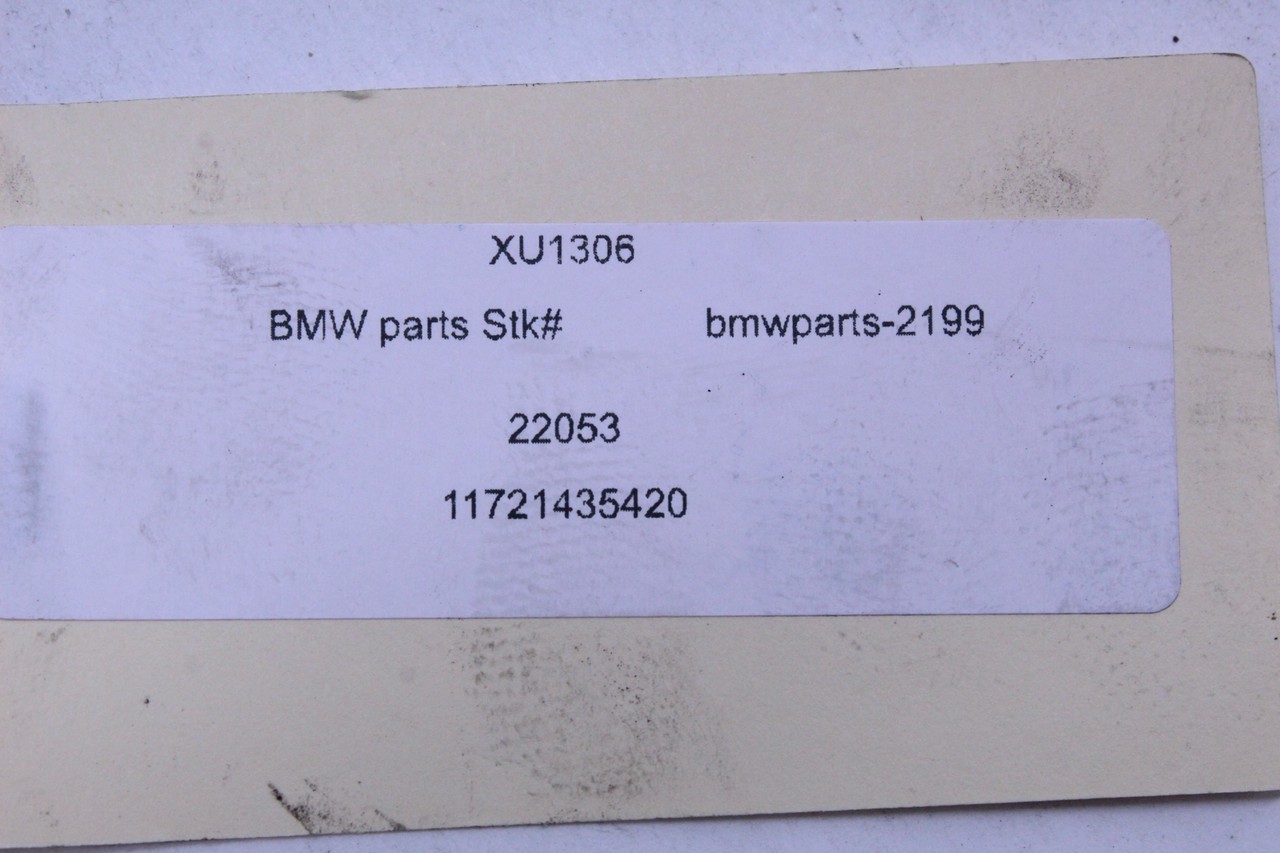 XU1306
BMW parts Stk# bmwparts-2199
22053
11721435420